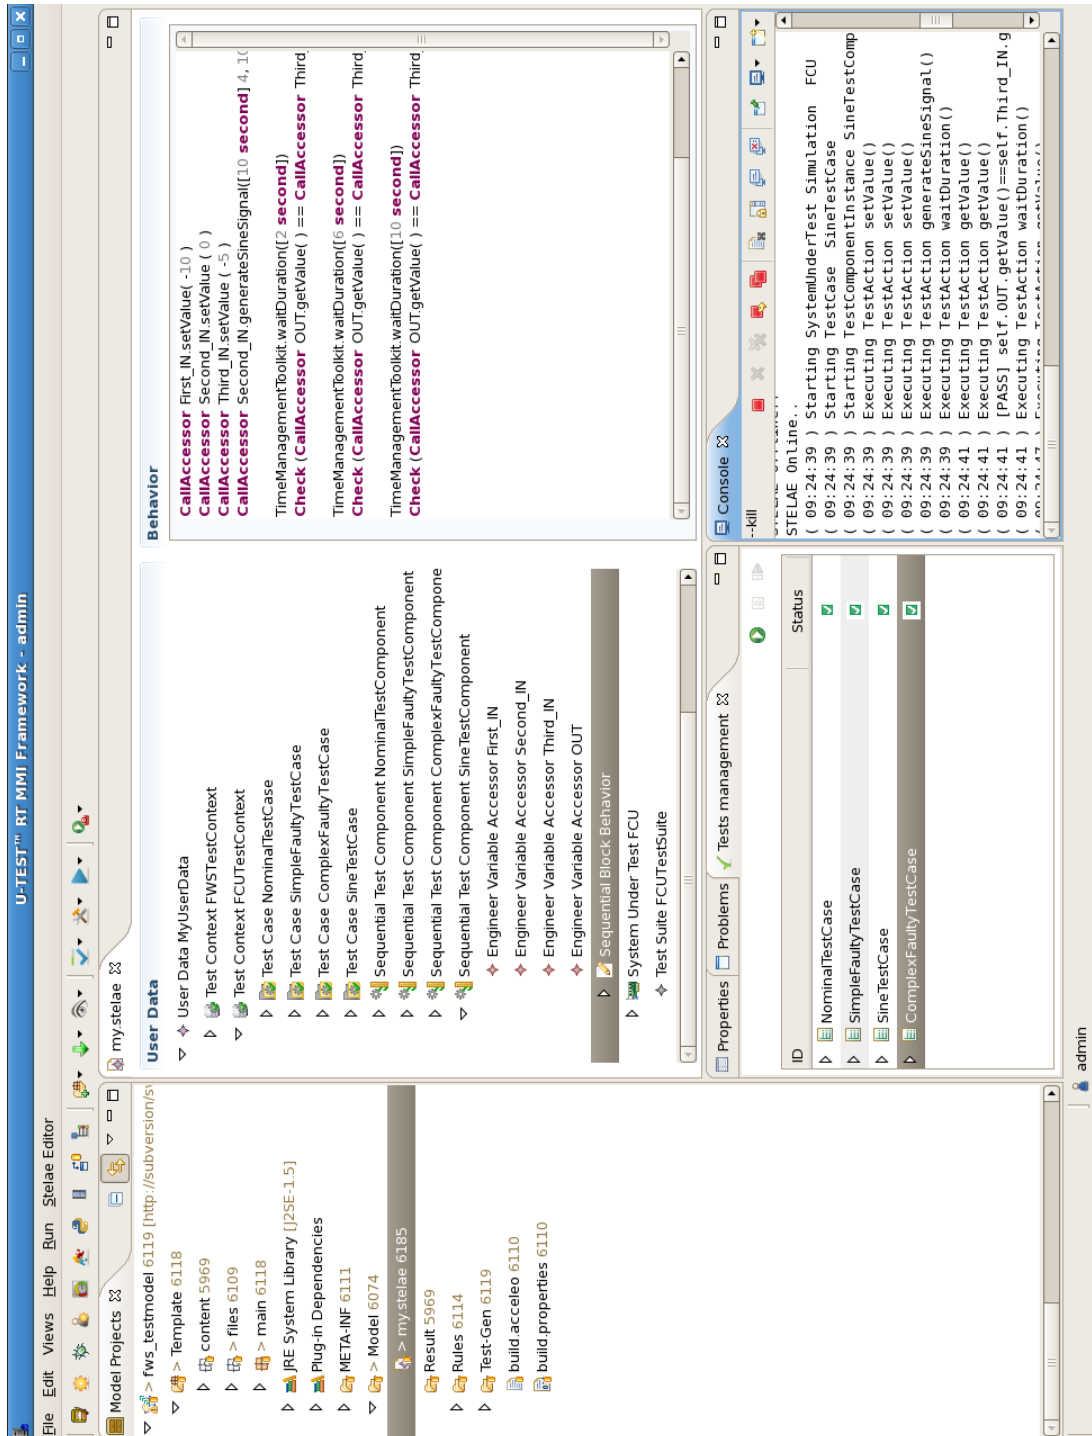 U-TEST™ RT MMI Framework - admin
File Edit Views Help Run Stelae Editor
Model Projects
> fws_testmodel 6119 [http://subversion/sv
> Template 6118
content 5969
> files 6109
> main 6118
JRE System Library [J2SE-1.5]
Plug-in Dependencies
META-INF 6111
> Model 6074
> my.stelae 6185
Result 5969
Rules 6114
Test-Gen 6119
build.acceleo 6110
build.properties 6110
my.stelae
User Data
User Data MyUserData
Test Context FWSTestContext
Test Context FCUTestContext
Test Case NominalTestCase
Test Case SimpleFaultyTestCase
Test Case ComplexFaultyTestCase
Test Case SineTestCase
Sequential Test Component NominalTestComponent
Sequential Test Component SimpleFaultyTestComponent
Sequential Test Component ComplexFaultyTestCompone
Sequential Test Component SineTestComponent
Engineer Variable Accessor First_IN
Engineer Variable Accessor Second_IN
Engineer Variable Accessor Third_IN
Engineer Variable Accessor OUT
Sequential Block Behavior
System Under Test FCU
Test Suite FCUTestSuite
Behavior
CallAccessor First_IN.setValue( -10 )
CallAccessor Second_IN.setValue ( 0 )
CallAccessor Third_IN.setValue ( -5 )
CallAccessor Second_IN.generateSineSignal([10 second] 4, 10
TimeManagementToolkit.waitDuration([2 second])
Check (CallAccessor OUT.getValue( ) == CallAccessor Third
TimeManagementToolkit.waitDuration([6 second])
Check (CallAccessor OUT.getValue( ) == CallAccessor Third
TimeManagementToolkit.waitDuration([10 second])
Check (CallAccessor OUT.getValue( ) == CallAccessor Third
Properties Problems Tests management
ID Status
NominalTestCase
SimpleFaultyTestCase
SineTestCase
ComplexFaultyTestCase
Console
--kill
STELAE Online..
( 09:24:39 ) Starting SystemUnderTest Simulation FCU
( 09:24:39 ) Starting TestCase SineTestCase
( 09:24:39 ) Starting TestComponentInstance SineTestComp
( 09:24:39 ) Executing TestAction setValue()
( 09:24:39 ) Executing TestAction setValue()
( 09:24:39 ) Executing TestAction setValue()
( 09:24:39 ) Executing TestAction generateSineSignal()
( 09:24:39 ) Executing TestAction waitDuration()
( 09:24:41 ) Executing TestAction getValue()
( 09:24:41 ) Executing TestAction getValue()
( 09:24:41 ) [PASS] self.OUT.getValue()==self.Third_IN.g
( 09:24:41 ) Executing TestAction waitDuration()
( 09:24:47 ) Executing TestAction getValue()
admin